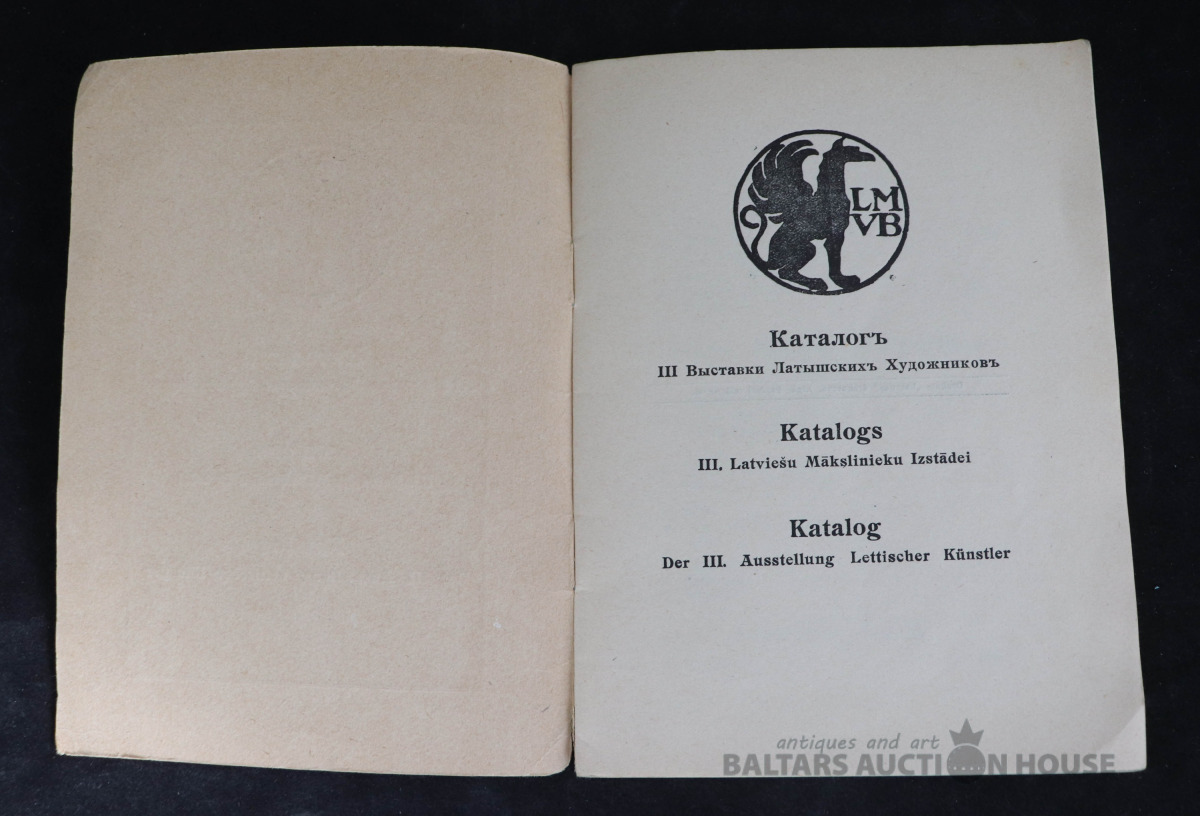 LM
VB
Каталогъ
III Выставки Латышскихъ Художниковъ
Katalogs
III. Latviešu Mākslinieku Izstādei
Katalog
Der III. Ausstellung Lettischer Künstler
antiques and art
BALTARS AUCTION HOUSE